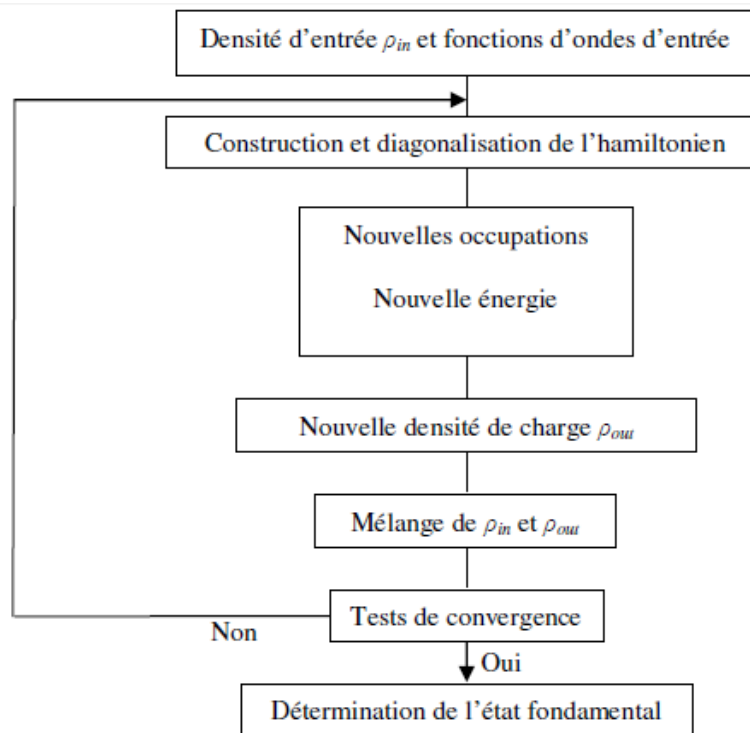 Densité d'entrée ρin et fonctions d'ondes d'entrée
Construction et diagonalisation de l'hamiltonien
Nouvelles occupations
Nouvelle énergie
Nouvelle densité de charge ρout
Mélange de ρin et ρout
Tests de convergence
Non
Oui
Détermination de l'état fondamental